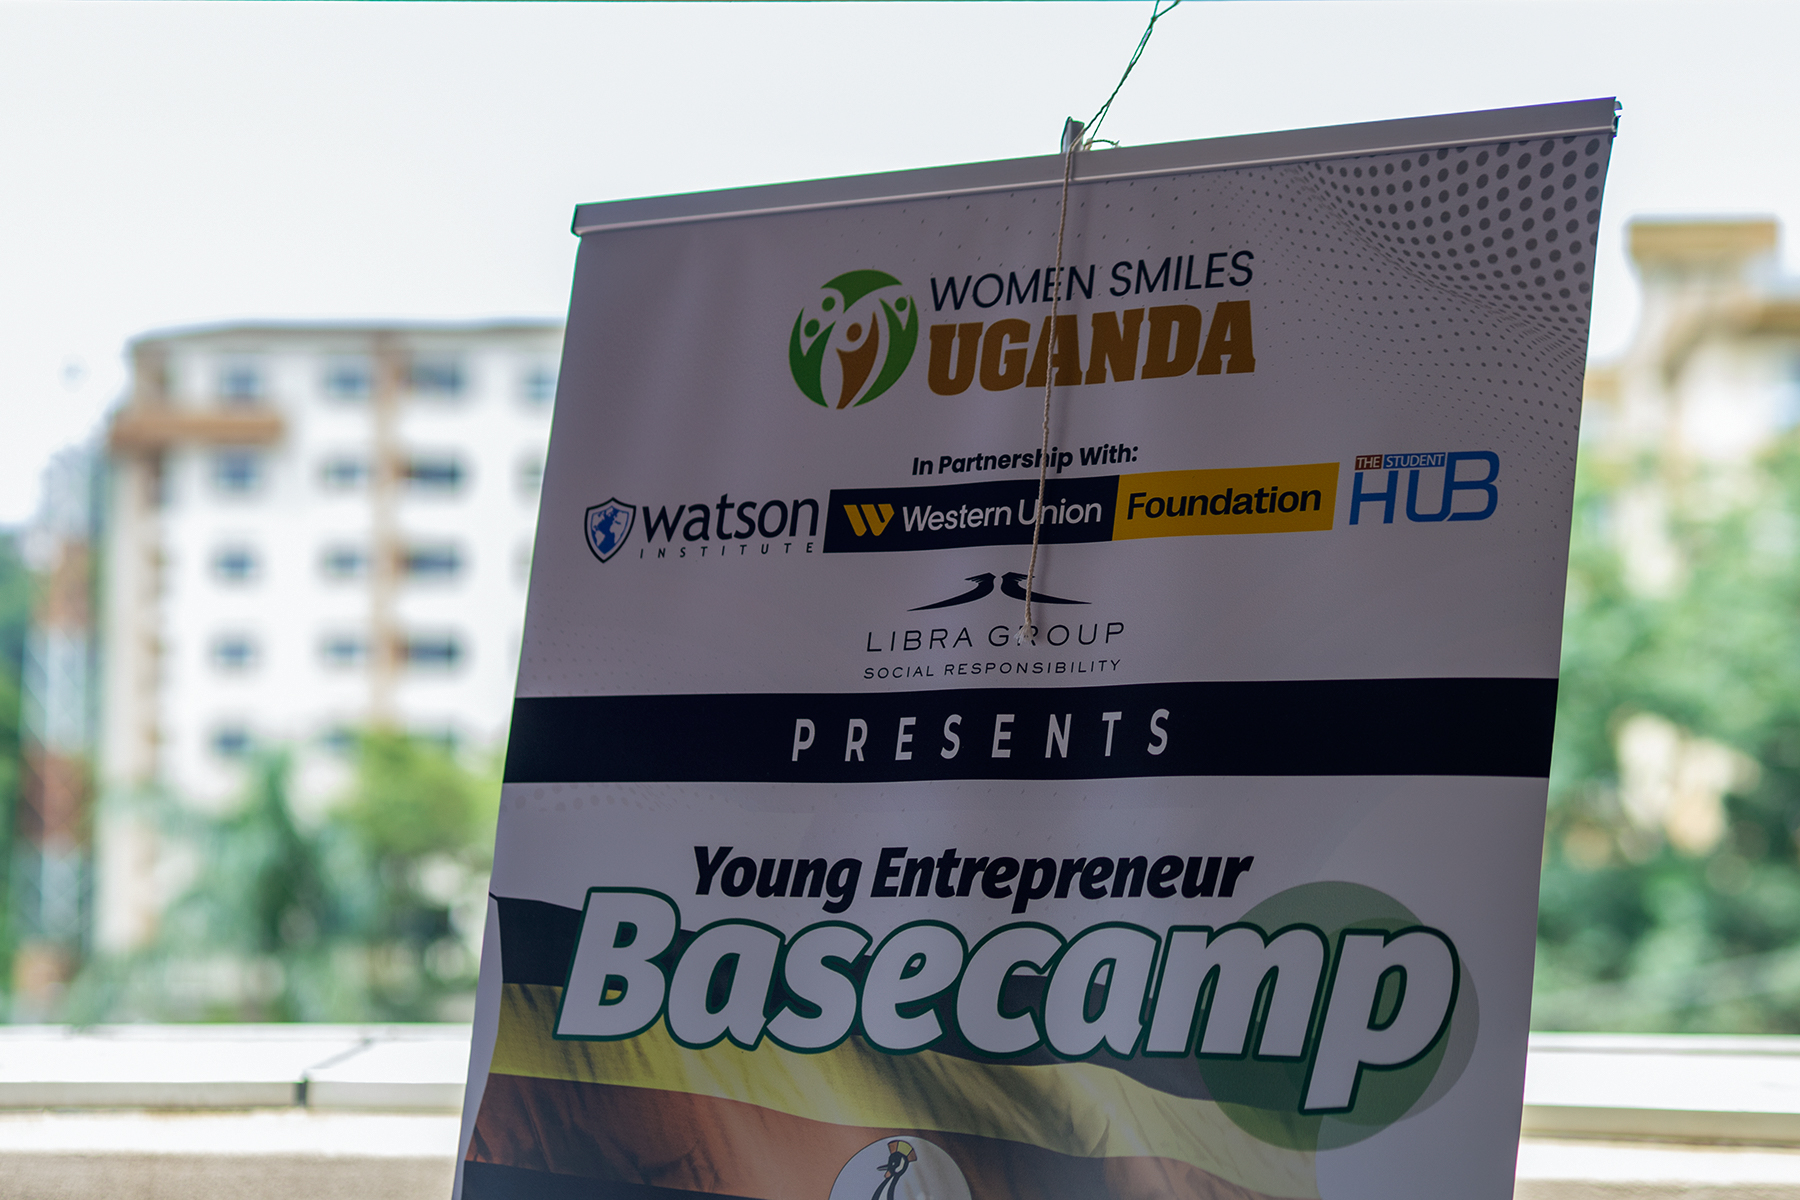 WOMEN SMILES
UGANDA
In Partnership With:
watson
INSTITUTE
Western Union Foundation
THE STUDENT
HUB
LIBRA GROUP
SOCIAL RESPONSIBILITY
PRESENTS
Young Entrepreneur
Basecamp